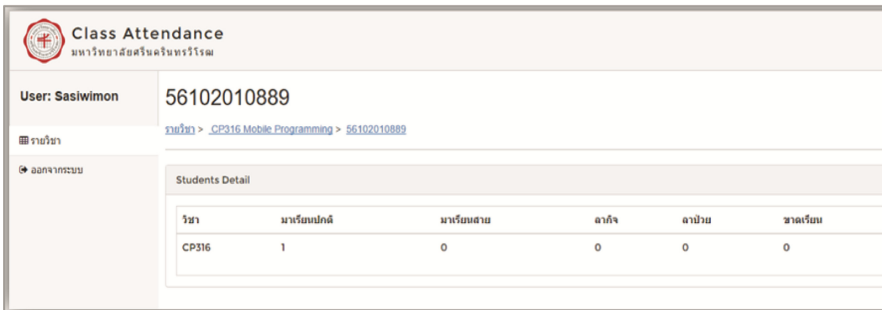 Class Attendance
มหาวิทยาลัยศรีนครินทรวิโรฒ
User: Sasiwimon
รายวิชา
ออกจากระบบ
56102010889
รายวิชา > CP316 Mobile Programming > 56102010889
Students Detail
วิชา มาเรียนปกติ มาเรียนสาย ลากิจ ลาป่วย ขาดเรียน
CP316 1 0 0 0 0